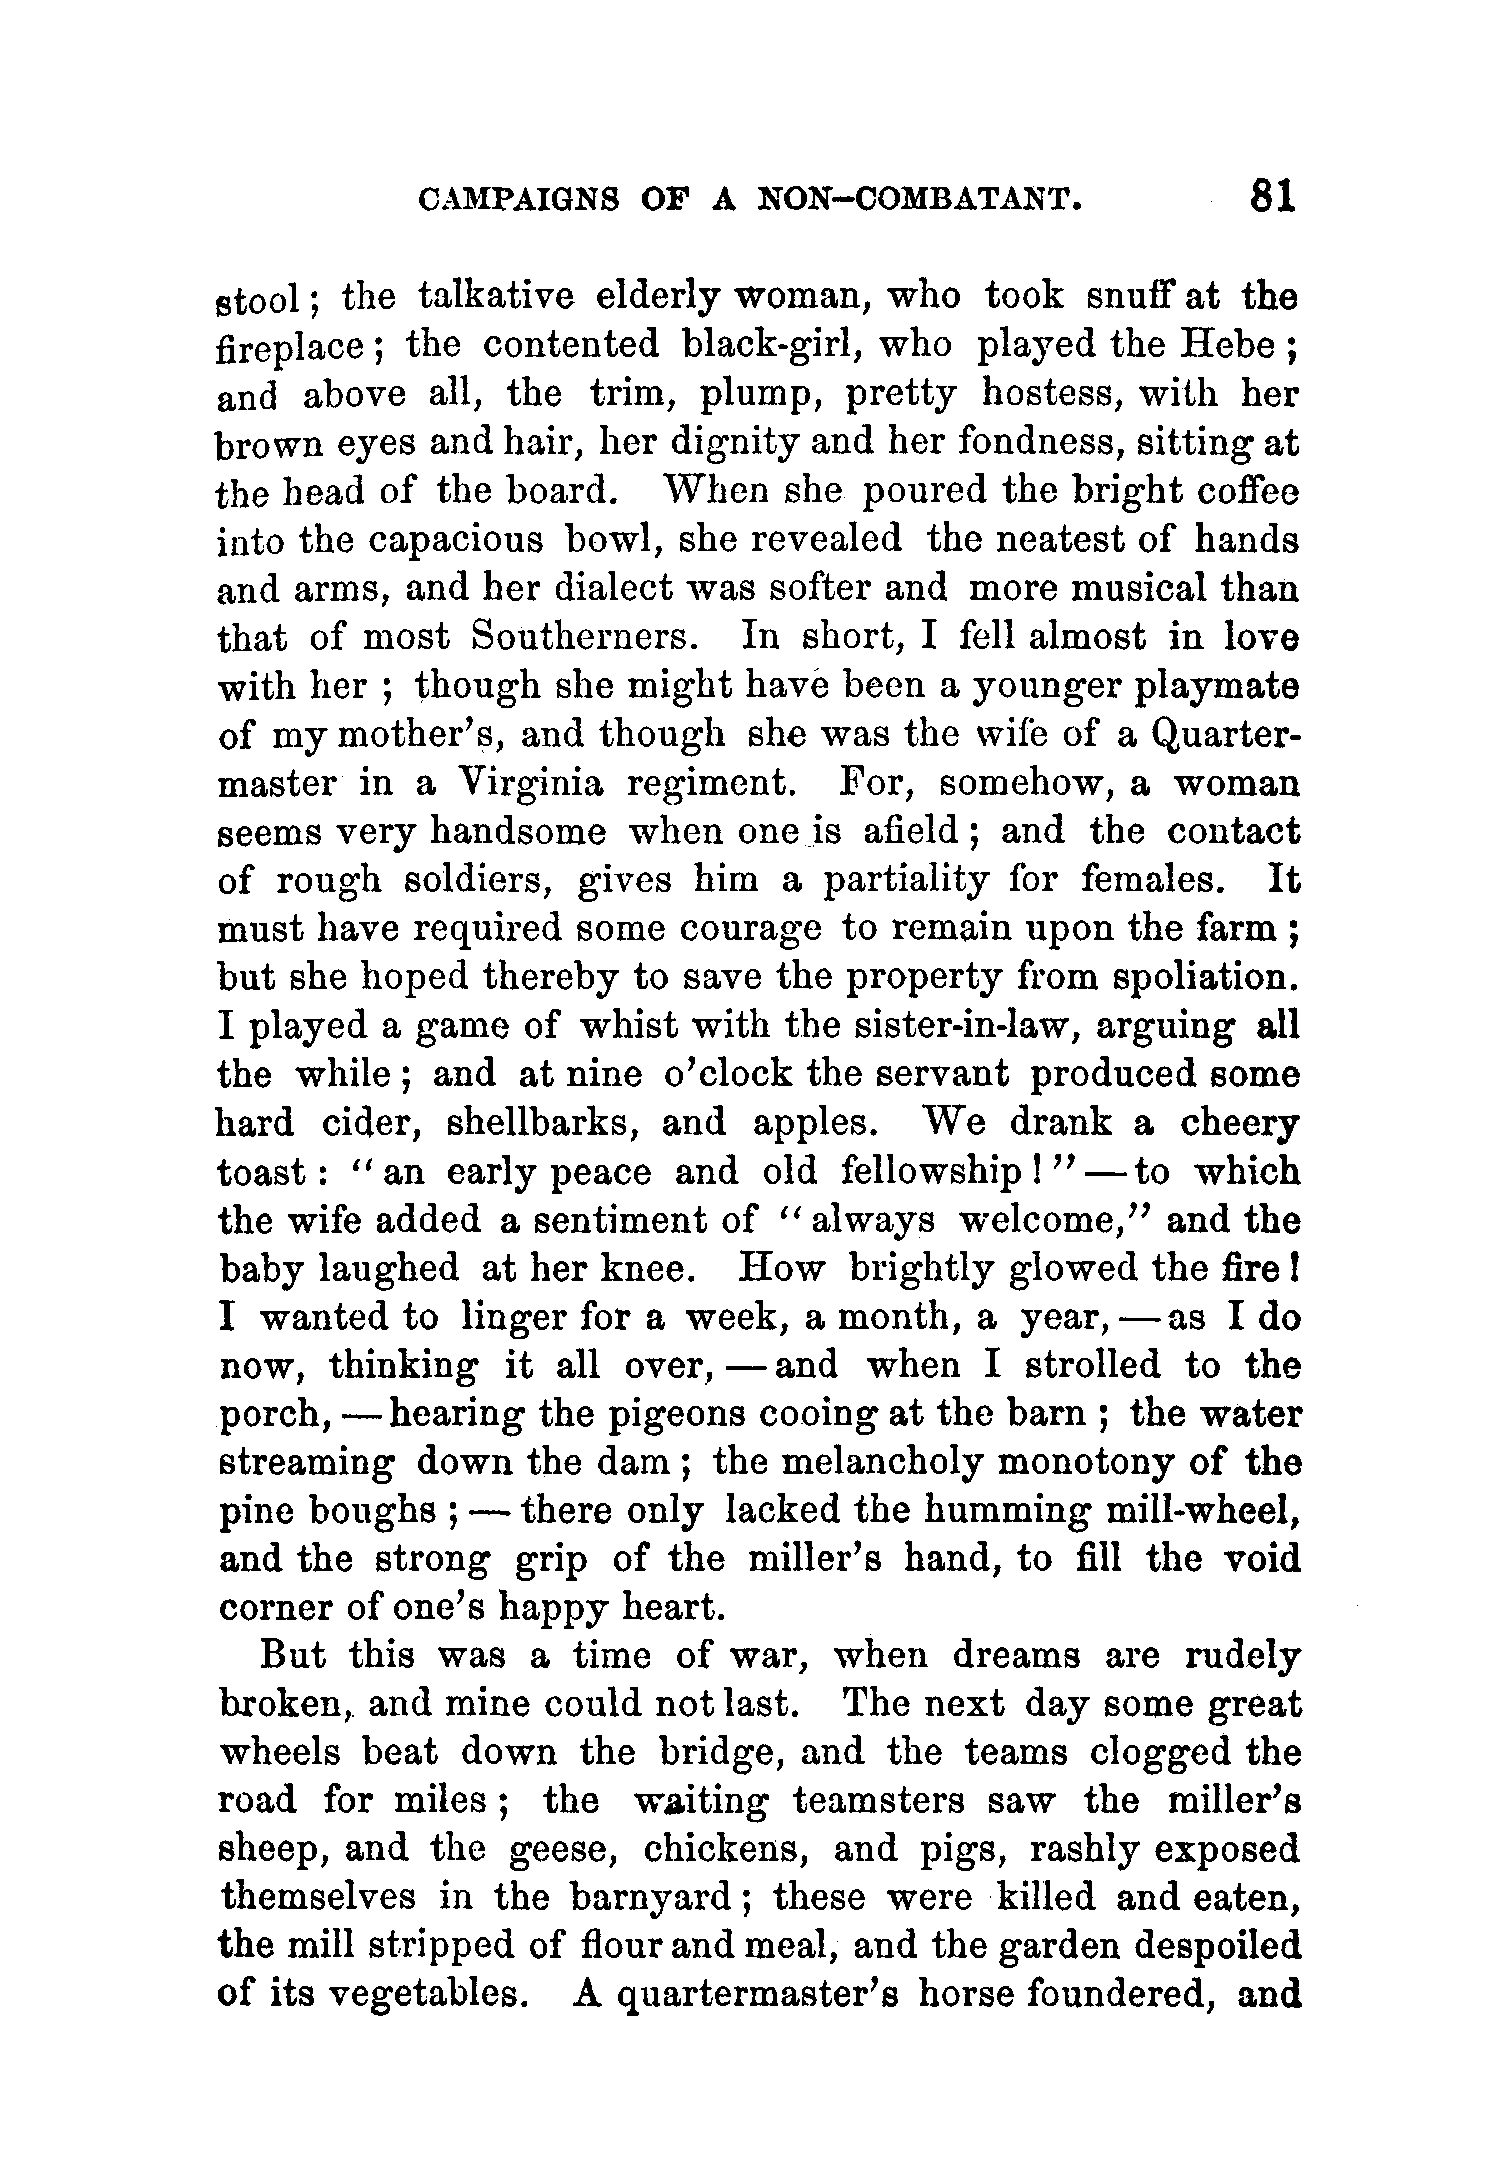 CAMPAIGNS OF A NON-COMBATANT. 81
stool; the talkative elderly woman, who took snuff at the
fireplace; the contented black-girl, who played the Hebe;
and above all, the trim, plump, pretty hostess, with her
brown eyes and hair, her dignity and her fondness, sitting at
the head of the board. When she poured the bright coffee
into the capacious bowl, she revealed the neatest of hands
and arms, and her dialect was softer and more musical than
that of most Southerners. In short, I fell almost in love
with her; though she might have been a younger playmate
of my mother's, and though she was the wife of a Quarter-
master in a Virginia regiment. For, somehow, a woman
seems very handsome when one is afield; and the contact
of rough soldiers, gives him a partiality for females. It
must have required some courage to remain upon the farm;
but she hoped thereby to save the property from spoliation.
I played a game of whist with the sister-in-law, arguing all
the while; and at nine o'clock the servant produced some
hard cider, shellbarks, and apples. We drank a cheery
toast: "an early peace and old fellowship!"—to which
the wife added a sentiment of "always welcome," and the
baby laughed at her knee. How brightly glowed the fire!
I wanted to linger for a week, a month, a year,—as I do
now, thinking it all over,—and when I strolled to the
porch,—hearing the pigeons cooing at the barn; the water
streaming down the dam; the melancholy monotony of the
pine boughs;—there only lacked the humming mill-wheel,
and the strong grip of the miller's hand, to fill the void
corner of one's happy heart.
But this was a time of war, when dreams are rudely
broken, and mine could not last. The next day some great
wheels beat down the bridge, and the teams clogged the
road for miles; the waiting teamsters saw the miller's
sheep, and the geese, chickens, and pigs, rashly exposed
themselves in the barnyard; these were killed and eaten,
the mill stripped of flour and meal, and the garden despoiled
of its vegetables. A quartermaster's horse foundered, and